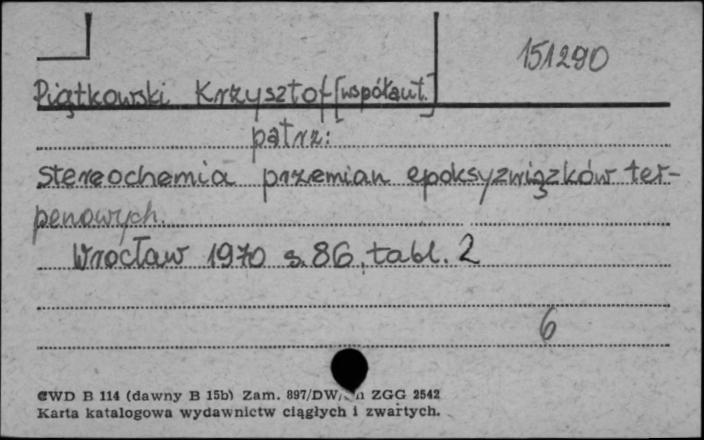 151290
Piątkowski Krzysztof [współaut.]
patrz:
Stereochemia przemian epoksyzwiązków ter-
penowych.
Wrocław 1970 s. 86, tabl. 2
6
CWD B 114 (dawny B 15b) Zam. 897/DW/ ZGG 2542
Karta katalogowa wydawnictw ciągłych i zwartych.